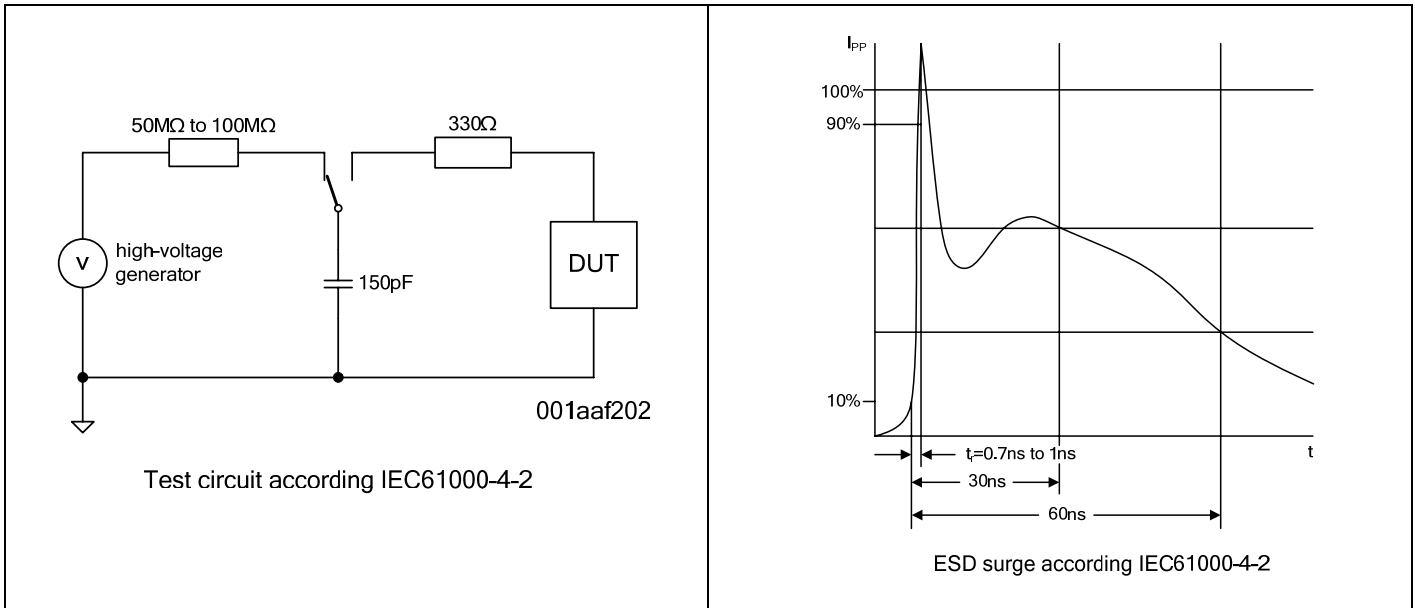 50MΩ to 100MΩ
330Ω
V
high-voltage
generator
150pF
DUT
001aaf202
Test circuit according IEC61000-4-2
IPP
100%
90%
10%
t
tr=0.7ns to 1ns
30ns
60ns
ESD surge according IEC61000-4-2